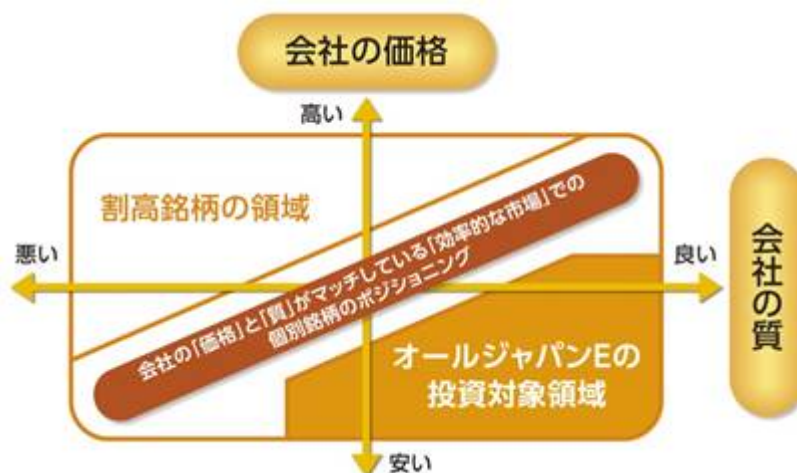 会社の価格
高い
割高銘柄の領域
悪い
会社の「価格」と「質」がマッチしている「効率的な市場」での
個別銘柄のポジショニング
良い
会社の質
オールジャパンEの
投資対象領域
安い